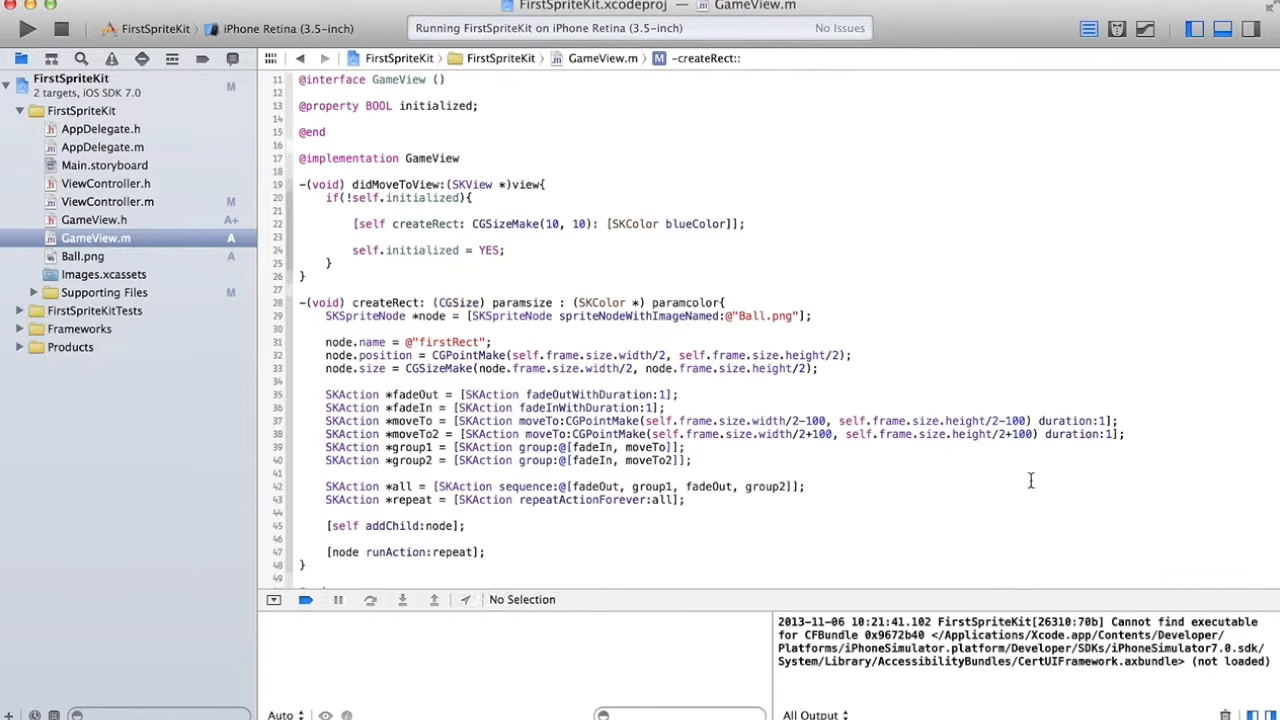 FirstSpriteKit.xcodeproj — GameView.m
FirstSpriteKit iPhone Retina (3.5-inch)
Running FirstSpriteKit on iPhone Retina (3.5-inch) No Issues
FirstSpriteKit FirstSpriteKit GameView.m M -createRect::
FirstSpriteKit M
2 targets, iOS SDK 7.0
FirstSpriteKit
AppDelegate.h
AppDelegate.m
Main.storyboard
ViewController.h
ViewController.m M
GameView.h A+
GameView.m A
Ball.png A
Images.xcassets
Supporting Files M
FirstSpriteKitTests
Frameworks
Products
11 @interface GameView ()
12
13 @property BOOL initialized;
14
15 @end
16
17 @implementation GameView
18
19 -(void) didMoveToView:(SKView *)view{
20 if(!self.initialized){
21
22 [self createRect: CGSizeMake(10, 10): [SKColor blueColor]];
23
24 self.initialized = YES;
25 }
26 }
27
28 -(void) createRect: (CGSize) paramsize : (SKColor *) paramcolor{
29 SKSpriteNode *node = [SKSpriteNode spriteNodeWithImageNamed:@"Ball.png"];
30
31 node.name = @"firstRect";
32 node.position = CGPointMake(self.frame.size.width/2, self.frame.size.height/2);
33 node.size = CGSizeMake(node.frame.size.width/2, node.frame.size.height/2);
34
35 SKAction *fadeOut = [SKAction fadeOutWithDuration:1];
36 SKAction *fadeIn = [SKAction fadeInWithDuration:1];
37 SKAction *moveTo = [SKAction moveTo:CGPointMake(self.frame.size.width/2-100, self.frame.size.height/2-100) duration:1];
38 SKAction *moveTo2 = [SKAction moveTo:CGPointMake(self.frame.size.width/2+100, self.frame.size.height/2+100) duration:1];
39 SKAction *group1 = [SKAction group:@[fadeIn, moveTo]];
40 SKAction *group2 = [SKAction group:@[fadeIn, moveTo2]];
41
42 SKAction *all = [SKAction sequence:@[fadeOut, group1, fadeOut, group2]];
43 SKAction *repeat = [SKAction repeatActionForever:all];
44
45 [self addChild:node];
46
47 [node runAction:repeat];
48 }
49
No Selection
2013-11-06 10:21:41.102 FirstSpriteKit[26310:70b] Cannot find executable
for CFBundle 0x9672b40 </Applications/Xcode.app/Contents/Developer/
Platforms/iPhoneSimulator.platform/Developer/SDKs/iPhoneSimulator7.0.sdk/
System/Library/AccessibilityBundles/CertUIFramework.axbundle> (not loaded)
Auto
All Output